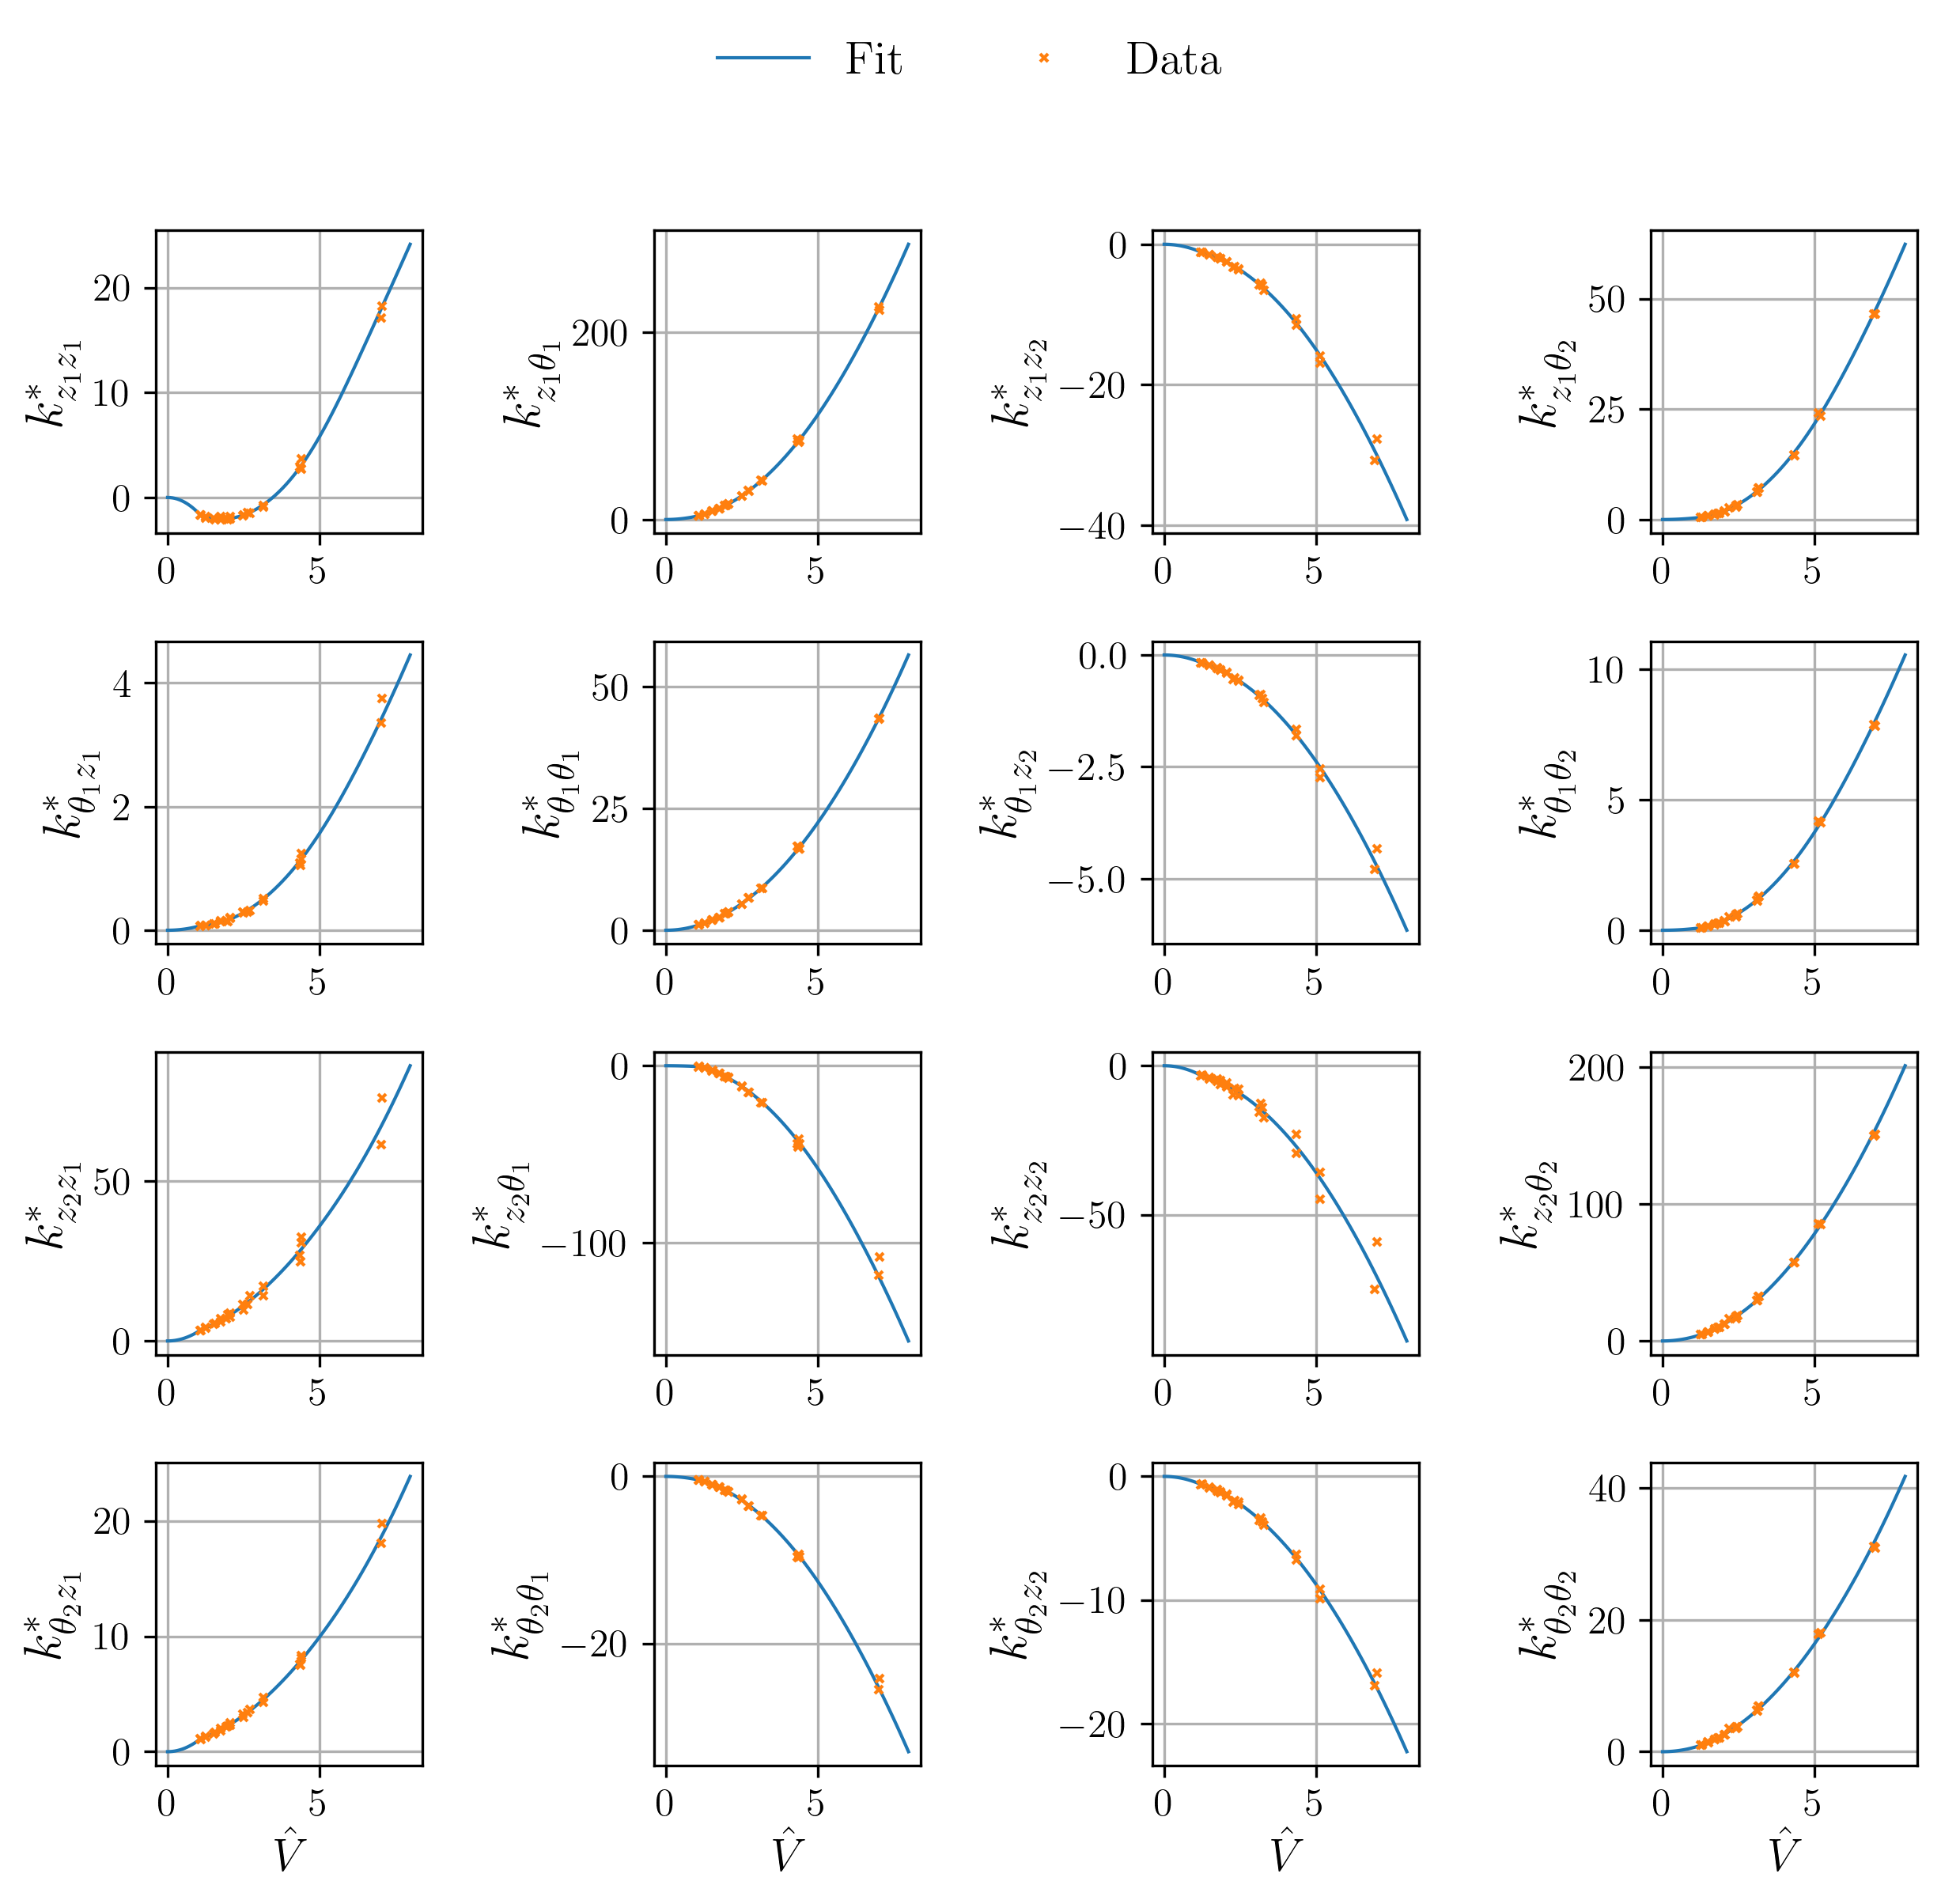 Fit Data
k*z1z1 20 10 0 0 5
k*z1θ1 200 0 0 5
k*z1z2 0 −20 −40 0 5
k*z1θ2 50 25 0 0 5
k*θ1z1 4 2 0 0 5
k*θ1θ1 50 25 0 0 5
k*θ1z2 0.0 −2.5 −5.0 0 5
k*θ1θ2 10 5 0 0 5
k*z2z1 50 0 0 5
k*z2θ1 0 −100 0 5
k*z2z2 0 −50 0 5
k*z2θ2 200 100 0 0 5
k*θ2z1 20 10 0 0 5
k*θ2θ1 0 −20 0 5
k*θ2z2 0 −10 −20 0 5
k*θ2θ2 40 20 0 0 5
V̂ V̂ V̂ V̂